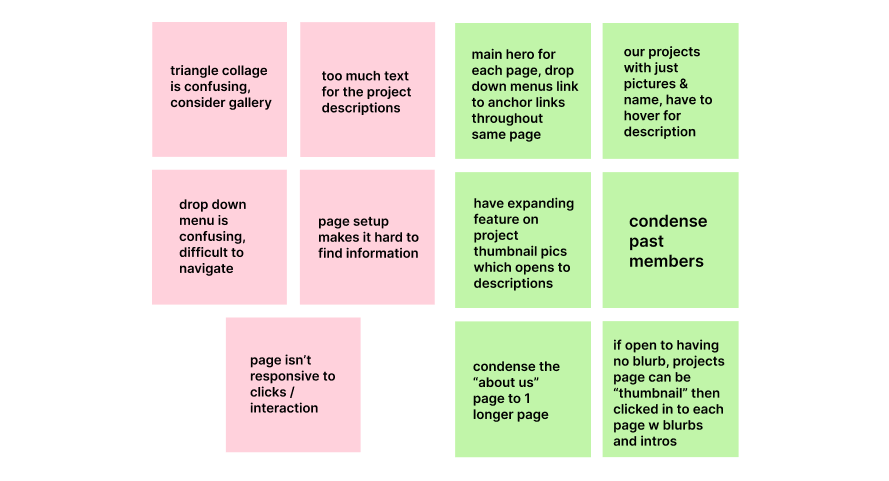 triangle collage
is confusing,
consider gallery
too much text
for the project
descriptions
drop down
menu is
confusing,
difficult to
navigate
page setup
makes it hard to
find information
page isn't
responsive to
clicks /
interaction
main hero for
each page, drop
down menus link
to anchor links
throughout
same page
our projects
with just
pictures &
name, have to
hover for
description
have expanding
feature on
project
thumbnail pics
which opens to
descriptions
condense
past
members
condense the
“about us”
page to 1
longer page
if open to having
no blurb, projects
page can be
“thumbnail” then
clicked in to each
page w blurbs
and intros